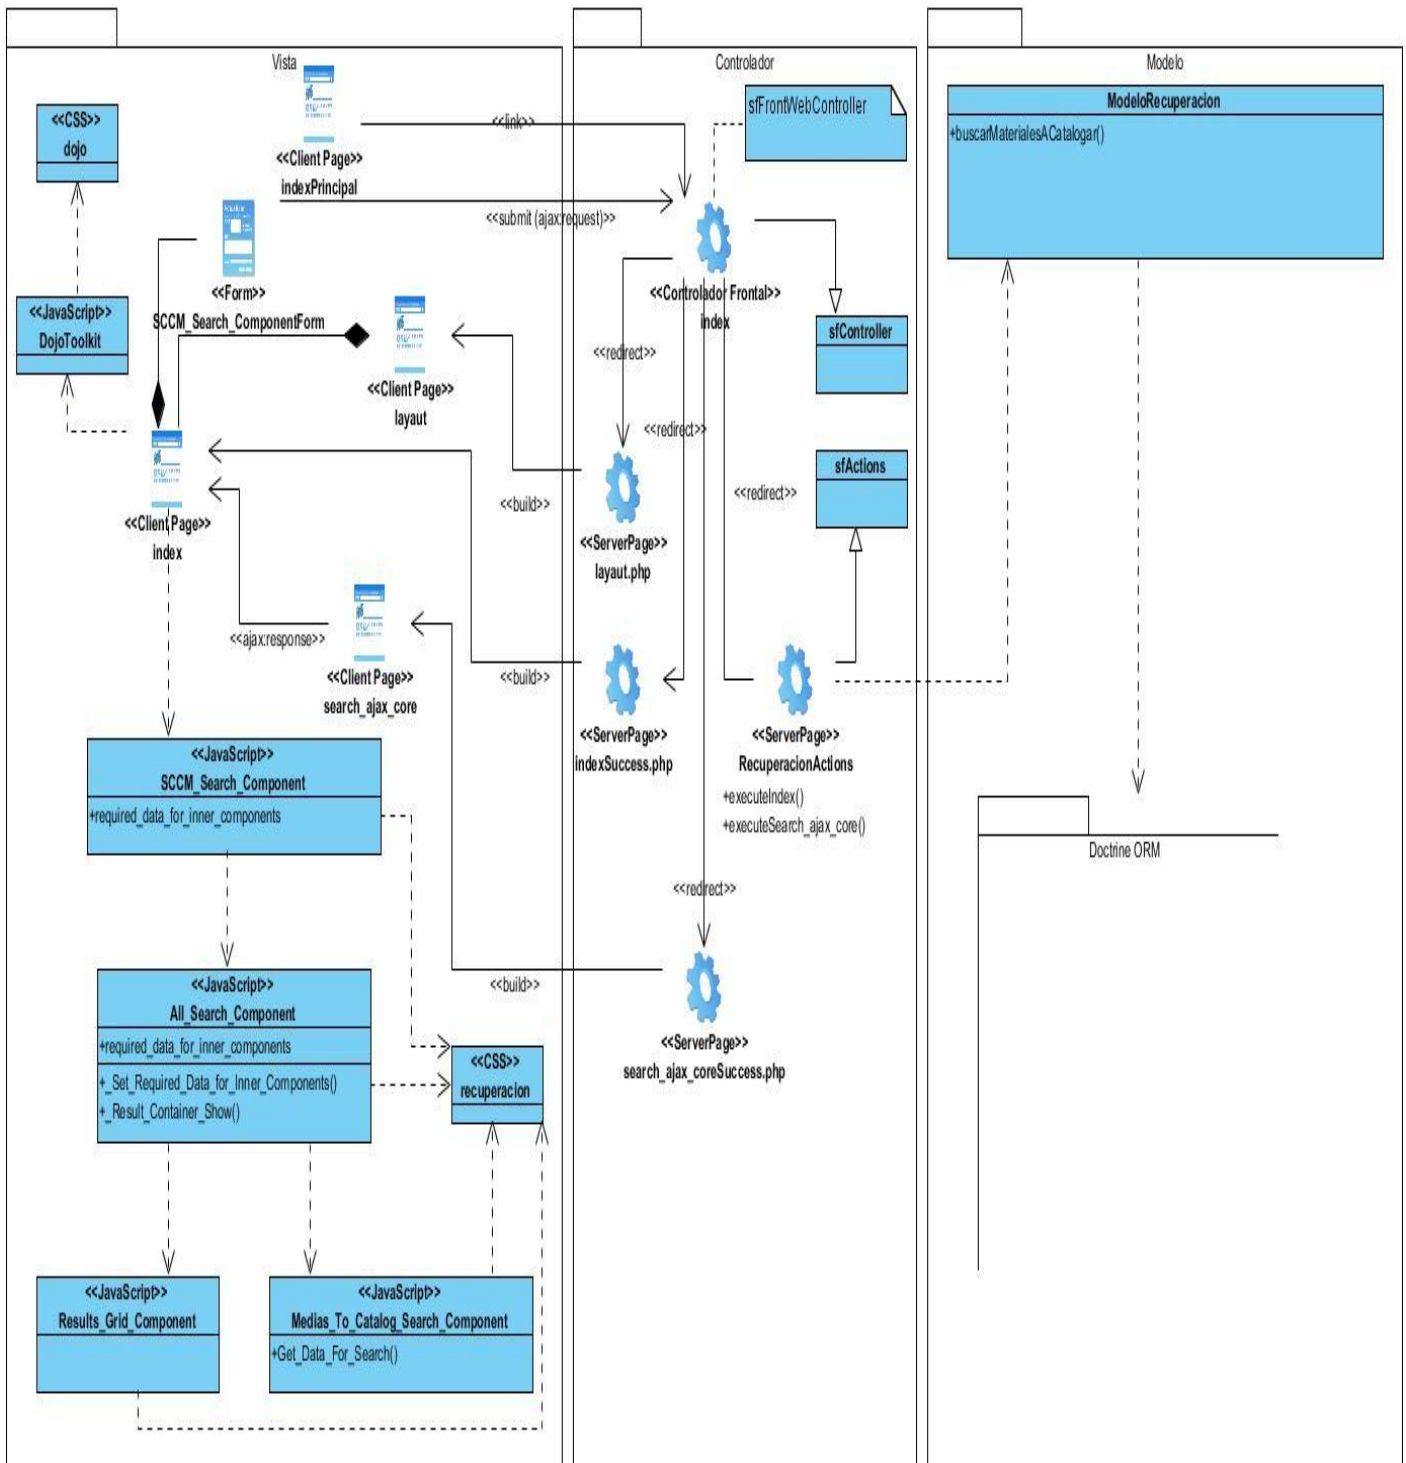 Vista
<<CSS>>
dojo
<<Client Page>>
indexPrincipal
<<link>>
<<submit (ajax:request)>>
<<Form>>
SCCM_Search_ComponentForm
<<JavaScript>>
DojoToolkit
<<Client Page>>
layaut
<<Client Page>>
index
<<build>>
<<ajax:response>>
<<Client Page>>
search_ajax_core
<<build>>
<<JavaScript>>
SCCM_Search_Component
+required_data_for_inner_components
<<JavaScript>>
All_Search_Component
+required_data_for_inner_components
+_Set_Required_Data_for_Inner_Components()
+_Result_Container_Show()
<<build>>
<<CSS>>
recuperacion
<<JavaScript>>
Results_Grid_Component
<<JavaScript>>
Medias_To_Catalog_Search_Component
+Get_Data_For_Search()
Controlador
sfFrontWebController
<<Controlador Frontal>>
index
sfController
<<redirect>>
<<redirect>>
sfActions
<<redirect>>
<<ServerPage>>
layaut.php
<<ServerPage>>
indexSuccess.php
<<ServerPage>>
RecuperacionActions
+executeIndex()
+executeSearch_ajax_core()
<<redirect>>
<<ServerPage>>
search_ajax_coreSuccess.php
Modelo
ModeloRecuperacion
+buscarMaterialesACatalogar()
Doctrine ORM